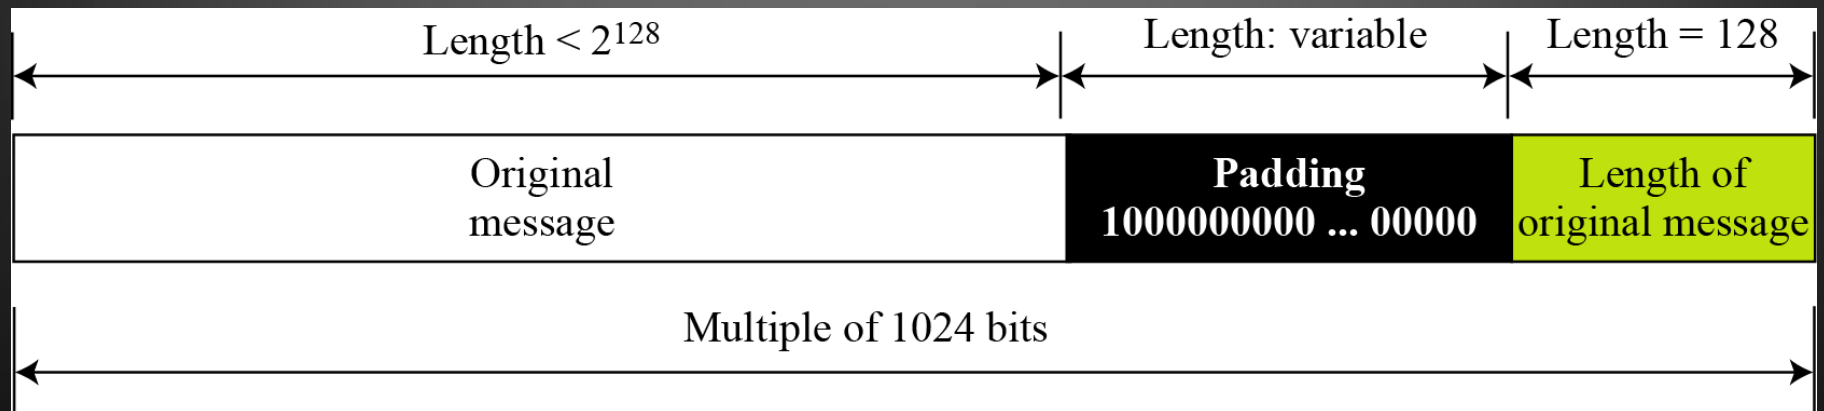 Length < 2¹²⁸
Length: variable
Length = 128
Original
message
Padding
1000000000 ... 00000
Length of
original message
Multiple of 1024 bits